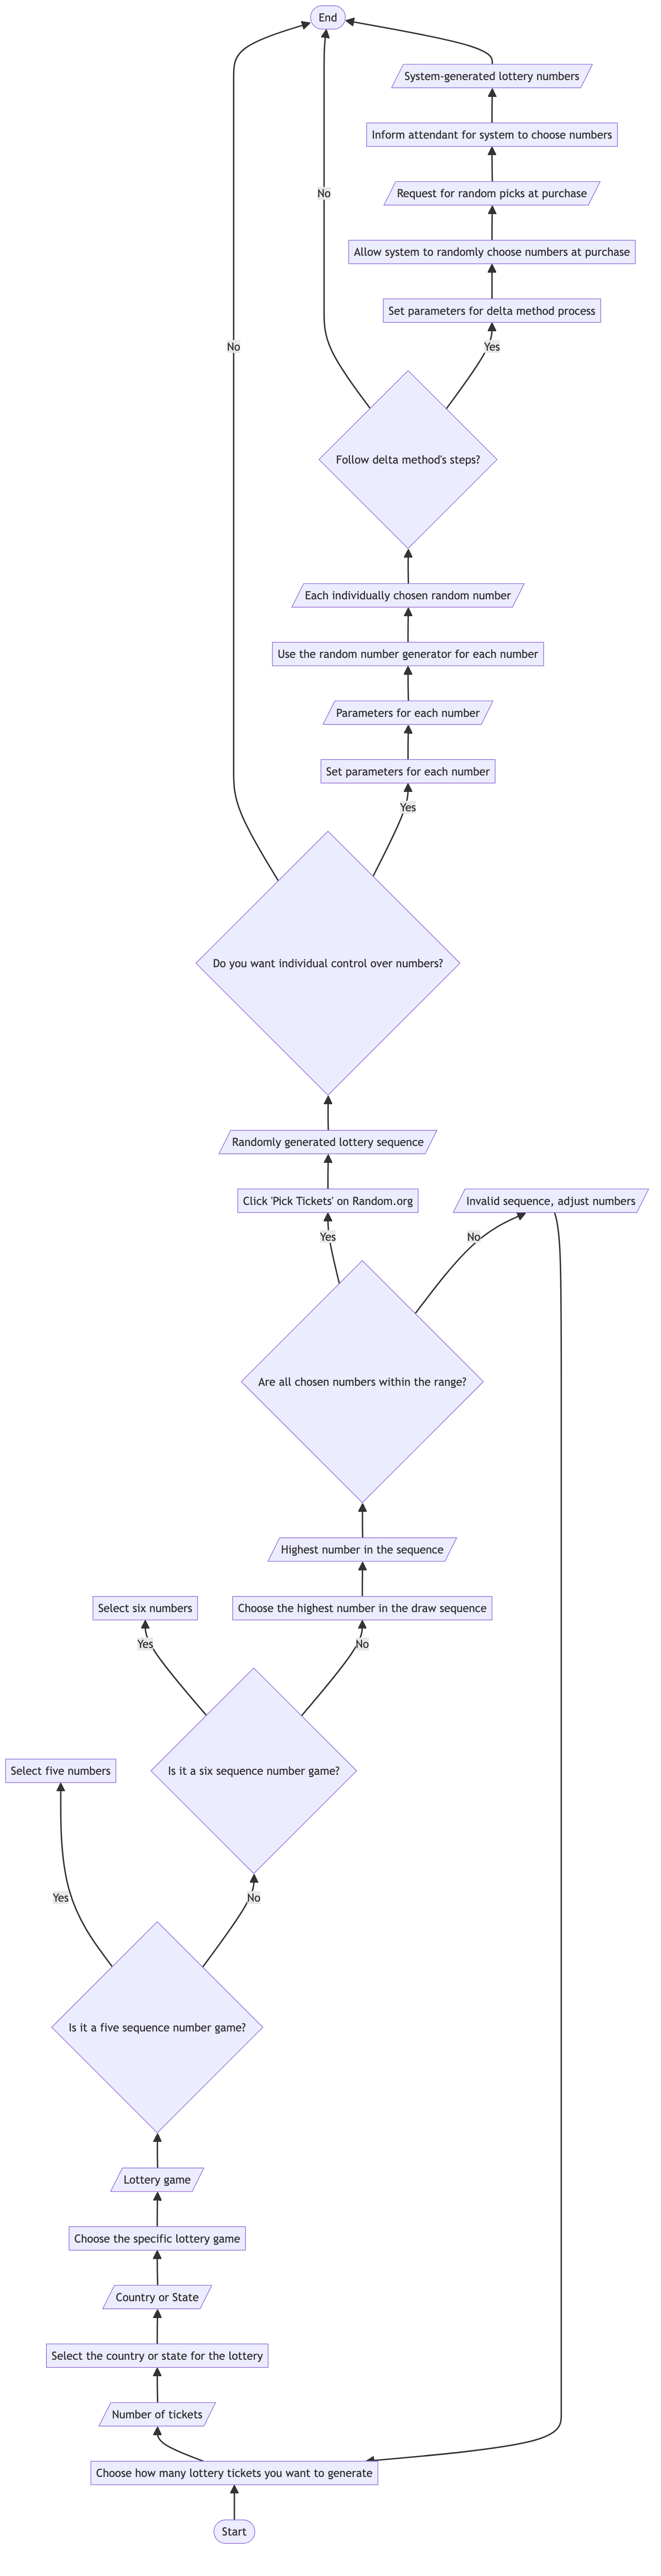 End
System-generated lottery numbers
Inform attendant for system to choose numbers
No
Request for random picks at purchase
Allow system to randomly choose numbers at purchase
Set parameters for delta method process
No
Yes
Follow delta method's steps?
Each individually chosen random number
Use the random number generator for each number
Parameters for each number
Set parameters for each number
Yes
Do you want individual control over numbers?
Randomly generated lottery sequence
Click 'Pick Tickets' on Random.org
Invalid sequence, adjust numbers
Yes
No
Are all chosen numbers within the range?
Highest number in the sequence
Select six numbers
Choose the highest number in the draw sequence
Yes
No
Is it a six sequence number game?
Select five numbers
Yes
No
Is it a five sequence number game?
Lottery game
Choose the specific lottery game
Country or State
Select the country or state for the lottery
Number of tickets
Choose how many lottery tickets you want to generate
Start